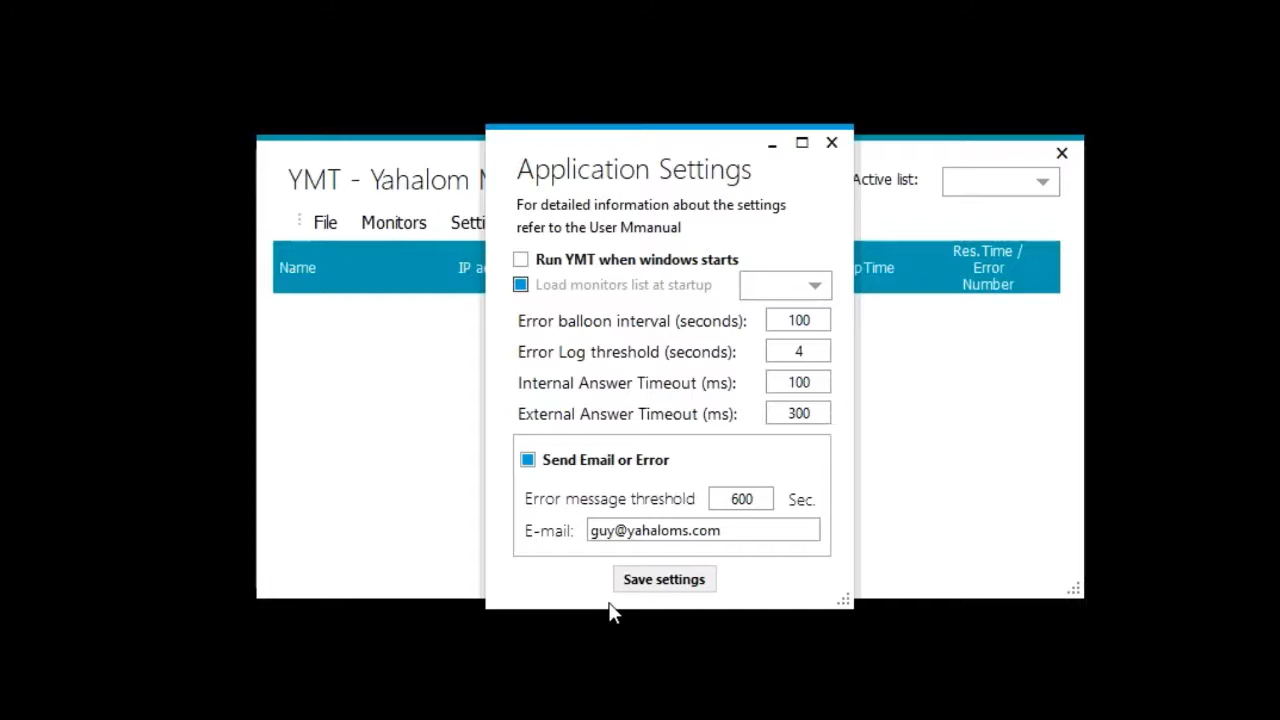 Application Settings
For detailed information about the settings
refer to the User Mmanual
Run YMT when windows starts
Load monitors list at startup
Error balloon interval (seconds): 100
Error Log threshold (seconds): 4
Internal Answer Timeout (ms): 100
External Answer Timeout (ms): 300
Send Email or Error
Error message threshold 600 Sec.
E-mail: guy@yahaloms.com
Save settings
YMT - Yahalom
Active list:
File Monitors
Name IP
Res.Time /
Error
Number